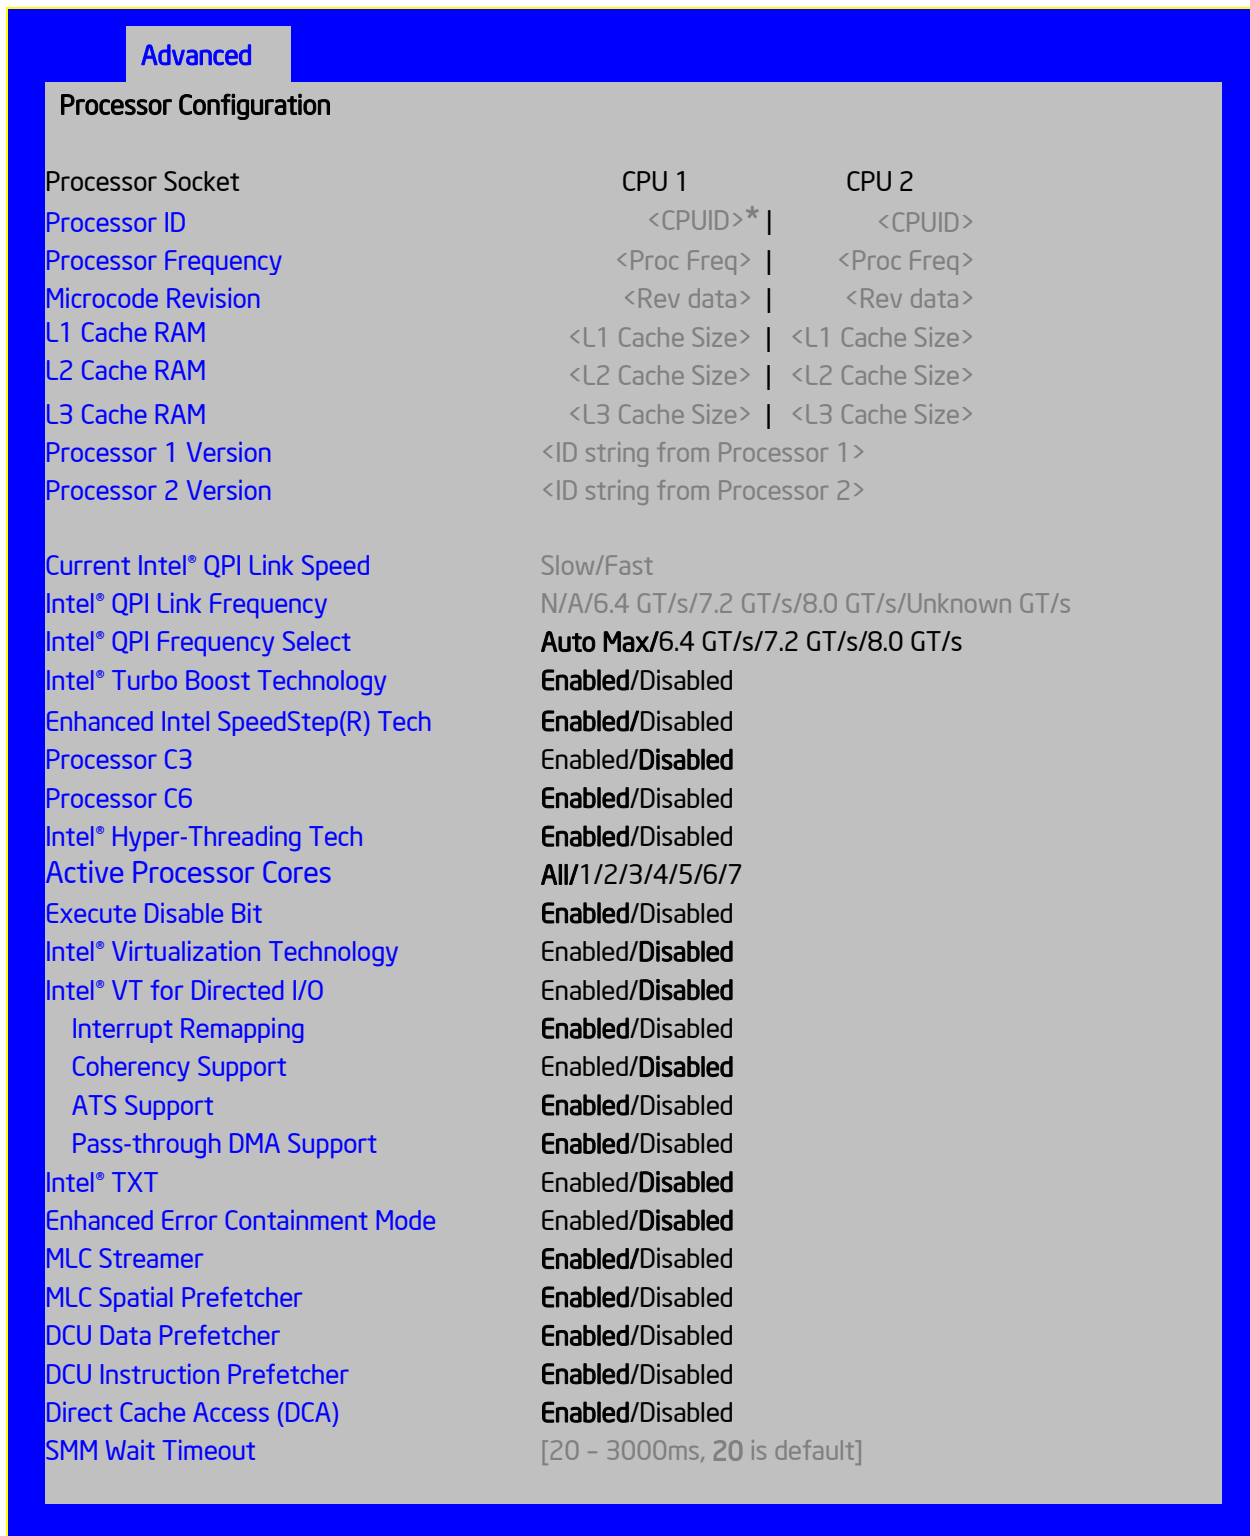 Advanced
Processor Configuration
Processor Socket CPU 1 CPU 2
Processor ID <CPUID>* | <CPUID>
Processor Frequency <Proc Freq> | <Proc Freq>
Microcode Revision <Rev data> | <Rev data>
L1 Cache RAM <L1 Cache Size> | <L1 Cache Size>
L2 Cache RAM <L2 Cache Size> | <L2 Cache Size>
L3 Cache RAM <L3 Cache Size> | <L3 Cache Size>
Processor 1 Version <ID string from Processor 1>
Processor 2 Version <ID string from Processor 2>
Current Intel® QPI Link Speed Slow/Fast
Intel® QPI Link Frequency N/A/6.4 GT/s/7.2 GT/s/8.0 GT/s/Unknown GT/s
Intel® QPI Frequency Select Auto Max/6.4 GT/s/7.2 GT/s/8.0 GT/s
Intel® Turbo Boost Technology Enabled/Disabled
Enhanced Intel SpeedStep(R) Tech Enabled/Disabled
Processor C3 Enabled/Disabled
Processor C6 Enabled/Disabled
Intel® Hyper-Threading Tech Enabled/Disabled
Active Processor Cores All/1/2/3/4/5/6/7
Execute Disable Bit Enabled/Disabled
Intel® Virtualization Technology Enabled/Disabled
Intel® VT for Directed I/O Enabled/Disabled
Interrupt Remapping Enabled/Disabled
Coherency Support Enabled/Disabled
ATS Support Enabled/Disabled
Pass-through DMA Support Enabled/Disabled
Intel® TXT Enabled/Disabled
Enhanced Error Containment Mode Enabled/Disabled
MLC Streamer Enabled/Disabled
MLC Spatial Prefetcher Enabled/Disabled
DCU Data Prefetcher Enabled/Disabled
DCU Instruction Prefetcher Enabled/Disabled
Direct Cache Access (DCA) Enabled/Disabled
SMM Wait Timeout [20 – 3000ms, 20 is default]